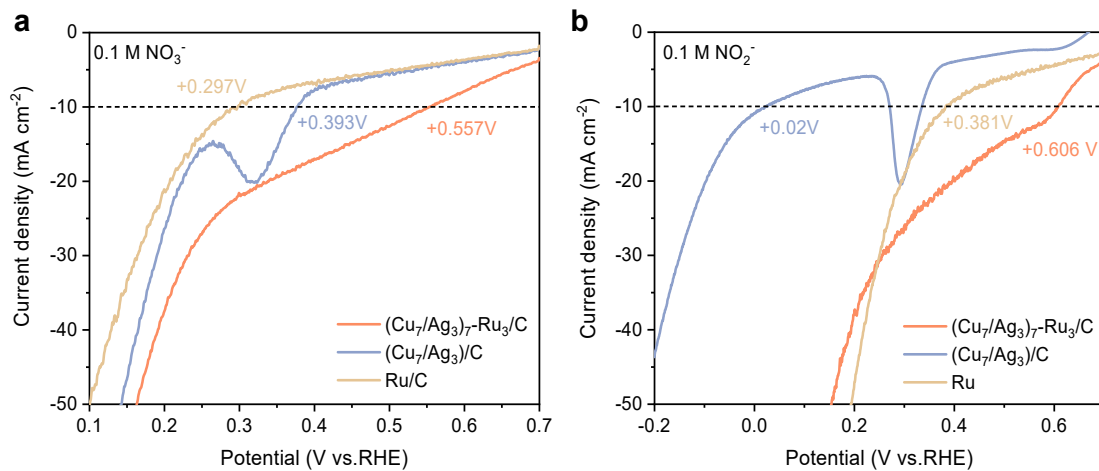 a
0.1 M NO₃⁻
+0.297V
+0.393V
+0.557V
(Cu₇/Ag₃)₇-Ru₃/C
(Cu₇/Ag₃)/C
Ru/C
0
-10
-20
-30
-40
-50
0.1 0.2 0.3 0.4 0.5 0.6 0.7
Current density (mA cm⁻²)
Potential (V vs.RHE)
b
0.1 M NO₂⁻
+0.02V
+0.381V
+0.606 V
(Cu₇/Ag₃)₇-Ru₃/C
(Cu₇/Ag₃)/C
Ru
0
-10
-20
-30
-40
-50
-0.2 0.0 0.2 0.4 0.6
Current density (mA cm⁻²)
Potential (V vs.RHE)